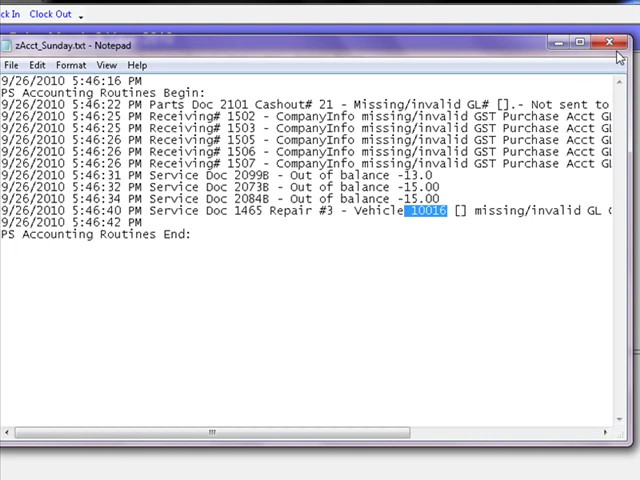 ck In Clock Out
zAcct_Sunday.txt - Notepad
File Edit Format View Help
9/26/2010 5:46:16 PM
PS Accounting Routines Begin:
9/26/2010 5:46:22 PM Parts Doc 2101 Cashout# 21 - Missing/invalid GL# [].- Not sent to
9/26/2010 5:46:25 PM Receiving# 1502 - CompanyInfo missing/invalid GST Purchase Acct GL
9/26/2010 5:46:25 PM Receiving# 1503 - CompanyInfo missing/invalid GST Purchase Acct GL
9/26/2010 5:46:26 PM Receiving# 1505 - CompanyInfo missing/invalid GST Purchase Acct GL
9/26/2010 5:46:26 PM Receiving# 1506 - CompanyInfo missing/invalid GST Purchase Acct GL
9/26/2010 5:46:26 PM Receiving# 1507 - CompanyInfo missing/invalid GST Purchase Acct GL
9/26/2010 5:46:31 PM Service Doc 2099B - Out of balance -13.0
9/26/2010 5:46:32 PM Service Doc 2073B - Out of balance -15.00
9/26/2010 5:46:34 PM Service Doc 2084B - Out of balance -15.00
9/26/2010 5:46:40 PM Service Doc 1465 Repair #3 - Vehicle 10016 [] missing/invalid GL
9/26/2010 5:46:42 PM
PS Accounting Routines End: